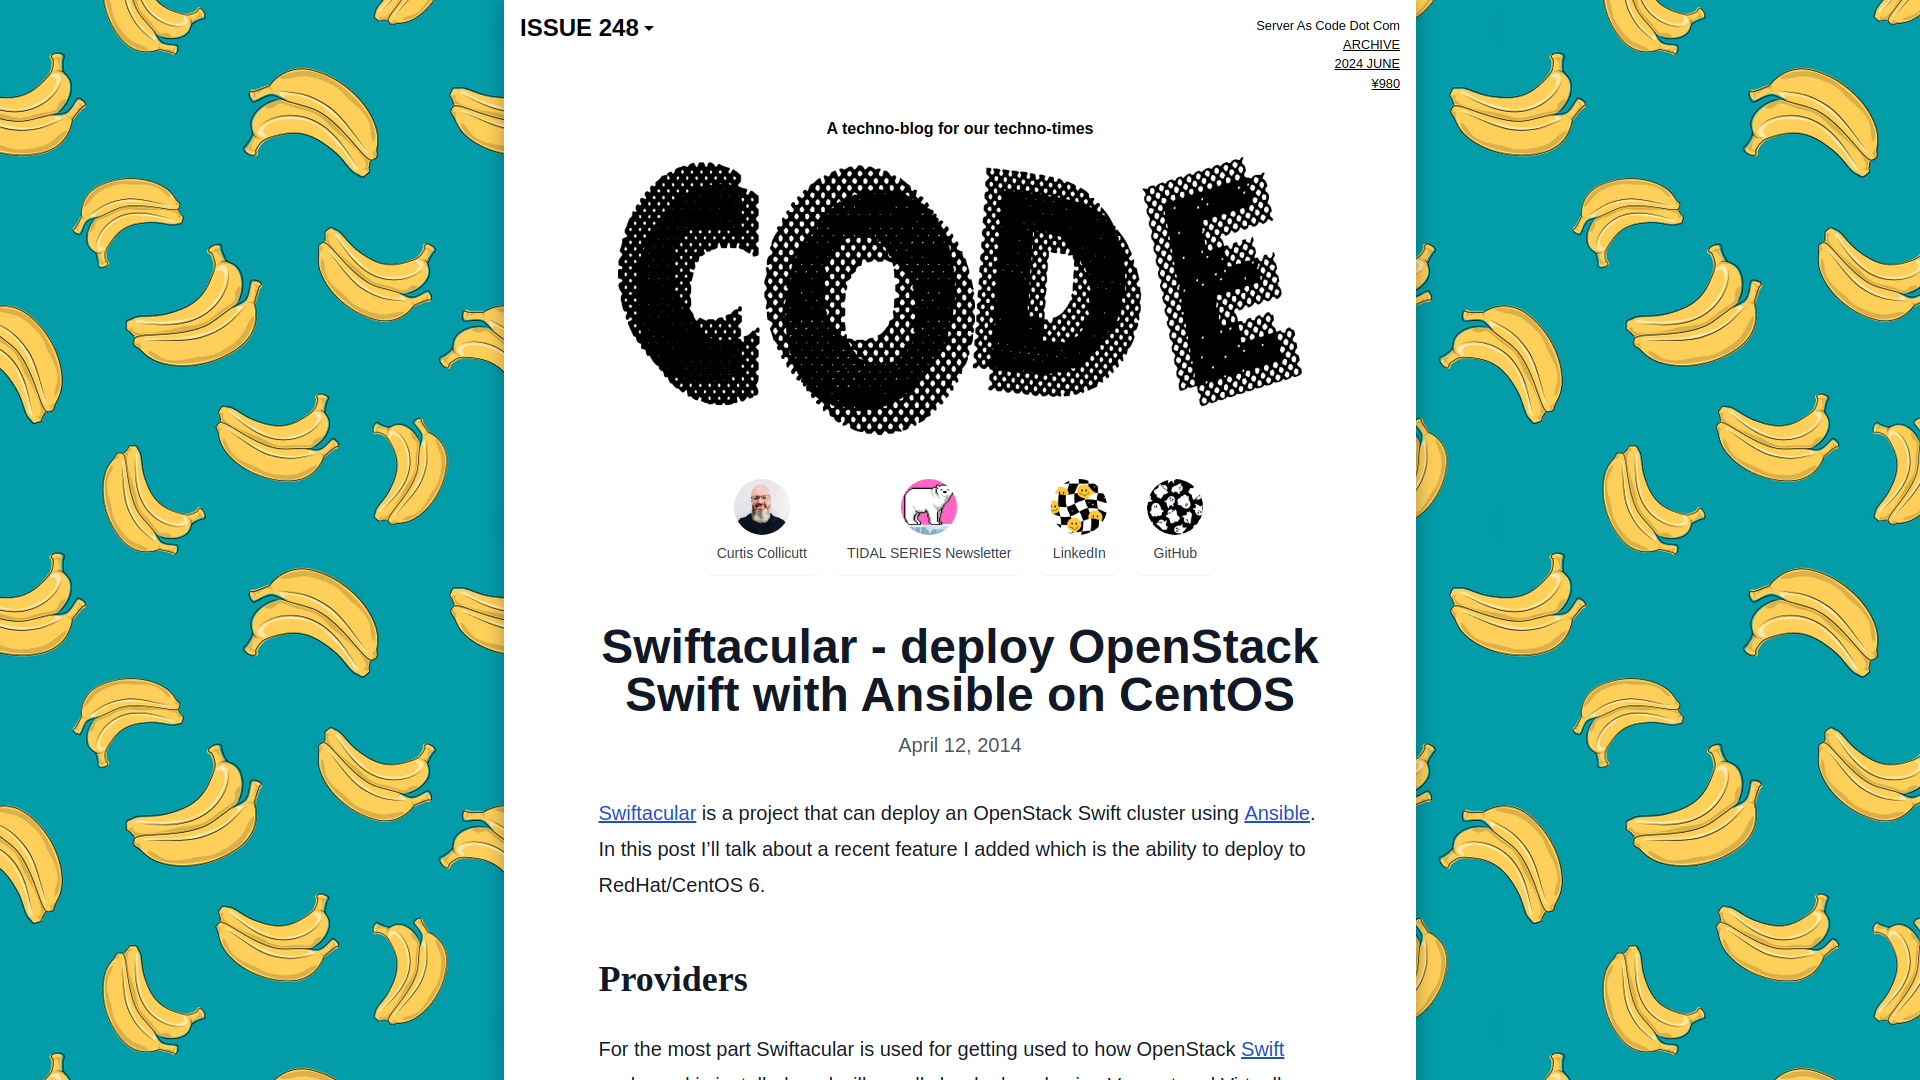 ISSUE 248
Server As Code Dot Com
ARCHIVE
2024 JUNE
¥980
A techno-blog for our techno-times
CODE
Curtis Collicutt
TIDAL SERIES Newsletter
LinkedIn
GitHub
Swiftacular - deploy OpenStack
Swift with Ansible on CentOS
April 12, 2014
Swiftacular is a project that can deploy an OpenStack Swift cluster using Ansible.
In this post I’ll talk about a recent feature I added which is the ability to deploy to
RedHat/CentOS 6.
Providers
For the most part Swiftacular is used for getting used to how OpenStack Swift